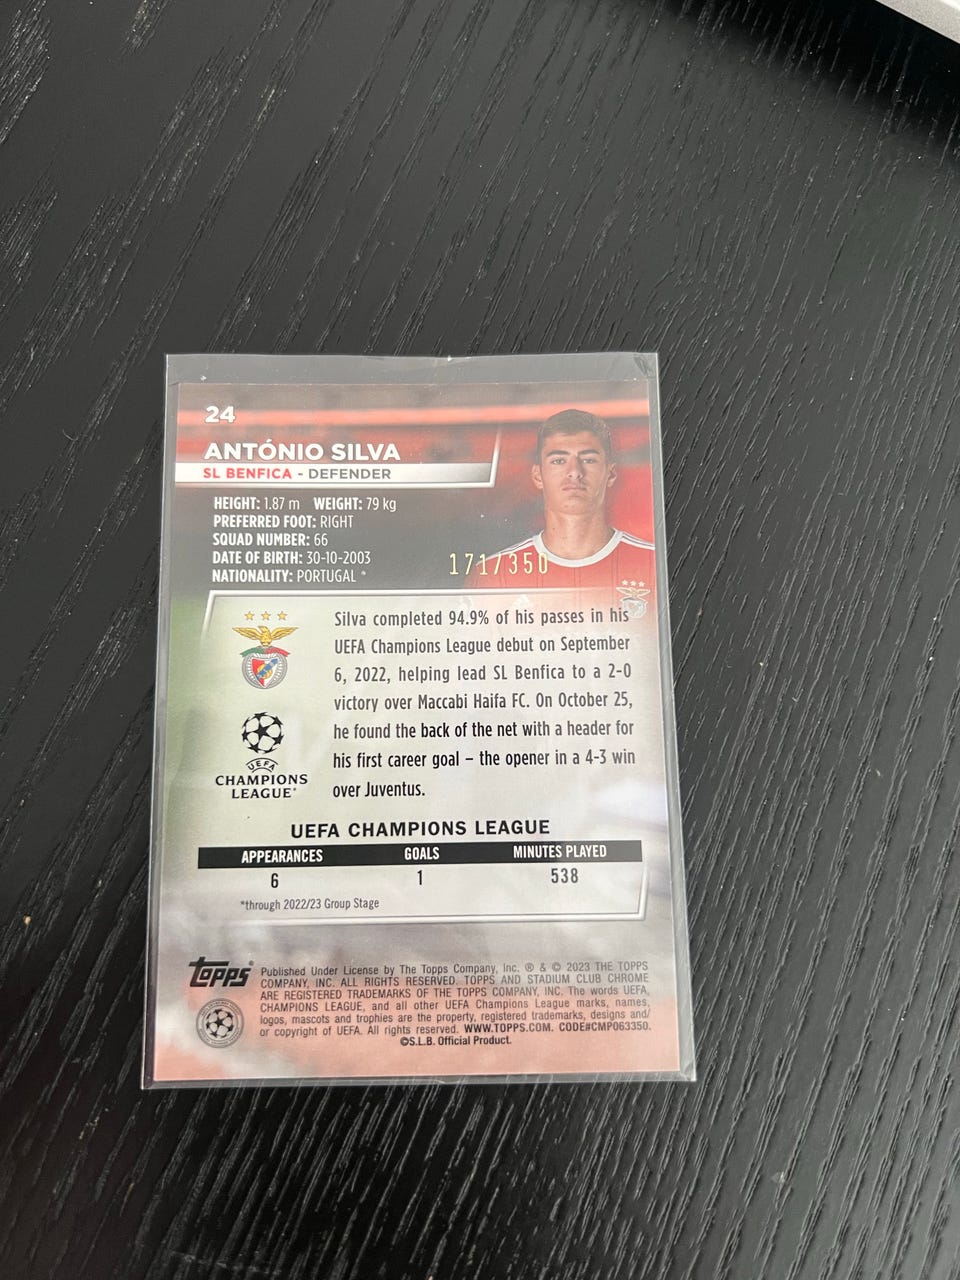 24
ANTÓNIO SILVA
SL BENFICA - DEFENDER
HEIGHT: 1.87 m WEIGHT: 79 kg
PREFERRED FOOT: RIGHT
SQUAD NUMBER: 66
DATE OF BIRTH: 30-10-2003
NATIONALITY: PORTUGAL
171/350
Silva completed 94.9% of his passes in his
UEFA Champions League debut on September
6, 2022, helping lead SL Benfica to a 2-0
victory over Maccabi Haifa FC. On October 25,
he found the back of the net with a header for
his first career goal – the opener in a 4-3 win
over Juventus.
UEFA
CHAMPIONS
LEAGUE
UEFA CHAMPIONS LEAGUE
APPEARANCES GOALS MINUTES PLAYED
6 1 538
*through 2022/23 Group Stage
topps
Published Under License by The Topps Company, Inc. ® & © 2023 THE TOPPS
COMPANY, INC. ALL RIGHTS RESERVED. TOPPS AND STADIUM CLUB CHROME
ARE REGISTERED TRADEMARKS OF THE TOPPS COMPANY, INC. The words UEFA,
CHAMPIONS LEAGUE, and all other UEFA Champions League marks, names,
logos, mascots and trophies are the property, registered trademarks, designs and/
or copyright of UEFA. All rights reserved. WWW.TOPPS.COM. CODE#CMP063350.
©S.L.B. Official Product.